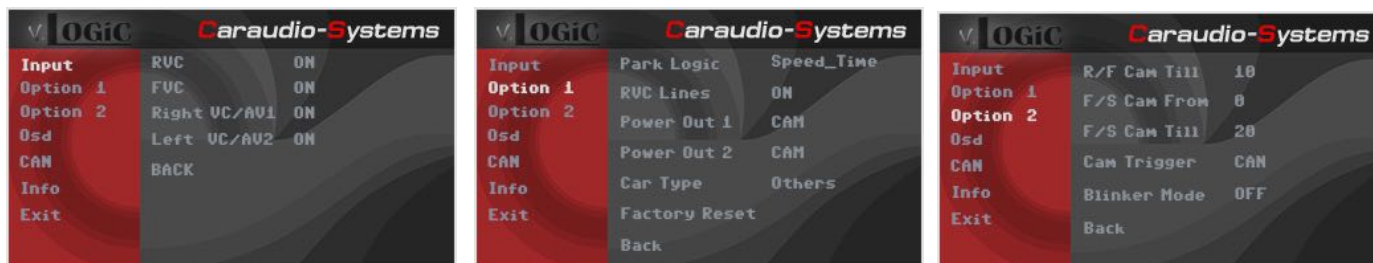 v.LOGiC Caraudio-Systems
Input RVC ON
Option 1 FVC ON
Option 2 Right VC/AV1 ON
Osd Left VC/AV2 ON
CAN BACK
Info
Exit
v.LOGiC Caraudio-Systems
Input Park Logic Speed_Time
Option 1 RVC Lines ON
Option 2 Power Out 1 CAM
Osd Power Out 2 CAM
CAN Car Type Others
Info Factory Reset
Exit Back
v.LOGiC Caraudio-Systems
Input R/F Cam Till 10
Option 1 F/S Cam From 0
Option 2 F/S Cam Till 20
Osd Cam Trigger CAN
CAN Blinker Mode OFF
Info Back
Exit